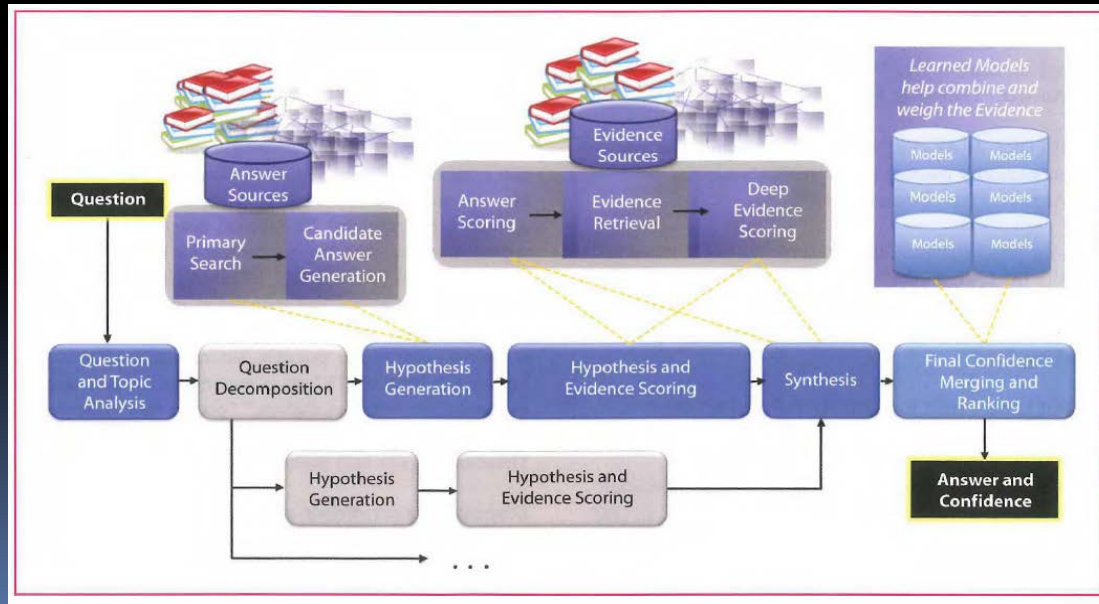 Learned Models
help combine and
weigh the Evidence
Models
Models
Models
Models
Models
Models
Answer
Sources
Evidence
Sources
Question
Primary
Search
Candidate
Answer
Generation
Answer
Scoring
Evidence
Retrieval
Deep
Evidence
Scoring
Question
and Topic
Analysis
Question
Decomposition
Hypothesis
Generation
Hypothesis and
Evidence Scoring
Synthesis
Final Confidence
Merging and
Ranking
Hypothesis
Generation
Hypothesis and
Evidence Scoring
Answer and
Confidence
. . .